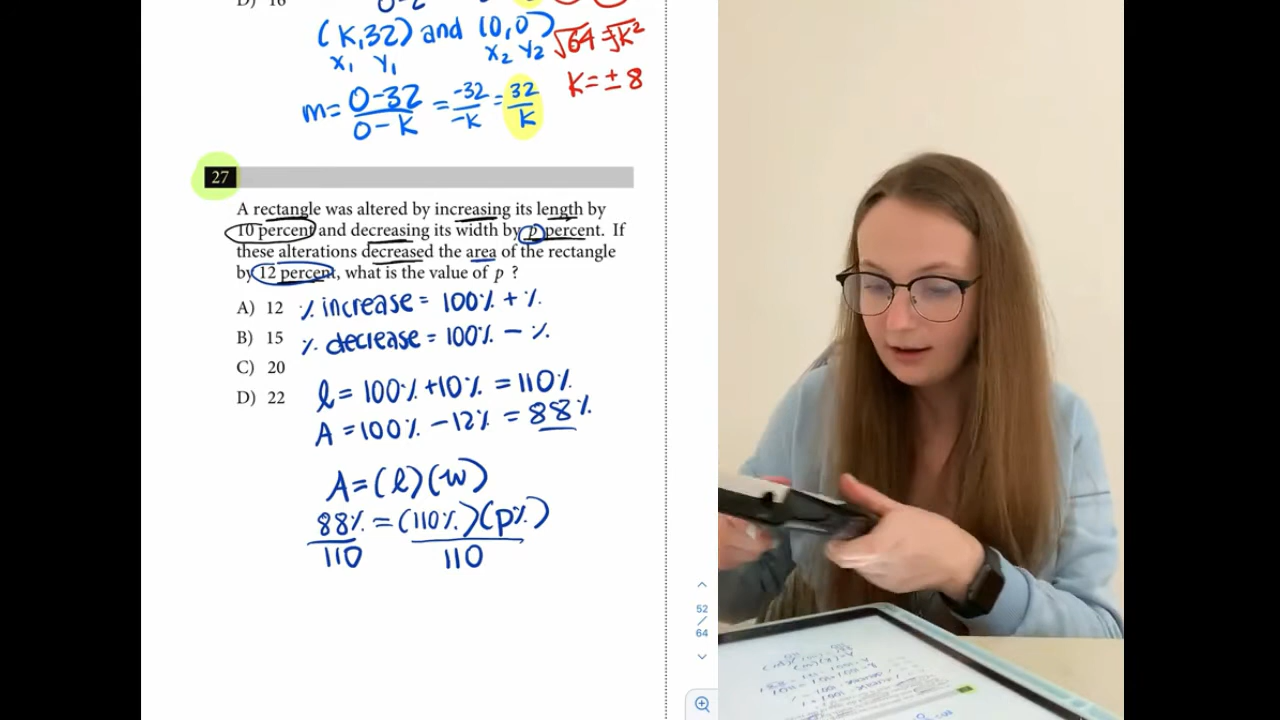 D) 16
(K,32) and (0,0) √64 = √K²
X₁ Y₁ X₂ Y₂
K = ± 8
m = 0-32/0-K = -32/-K = 32/K
27
A rectangle was altered by increasing its length by
10 percent and decreasing its width by p percent. If
these alterations decreased the area of the rectangle
by 12 percent, what is the value of p ?
A) 12
% increase = 100% + %
B) 15
% decrease = 100% - %
C) 20
D) 22
l = 100% + 10% = 110%
A = 100% - 12% = 88%
A = (l)(w)
88%/110 = (110%)(p%)/110
52
/
64